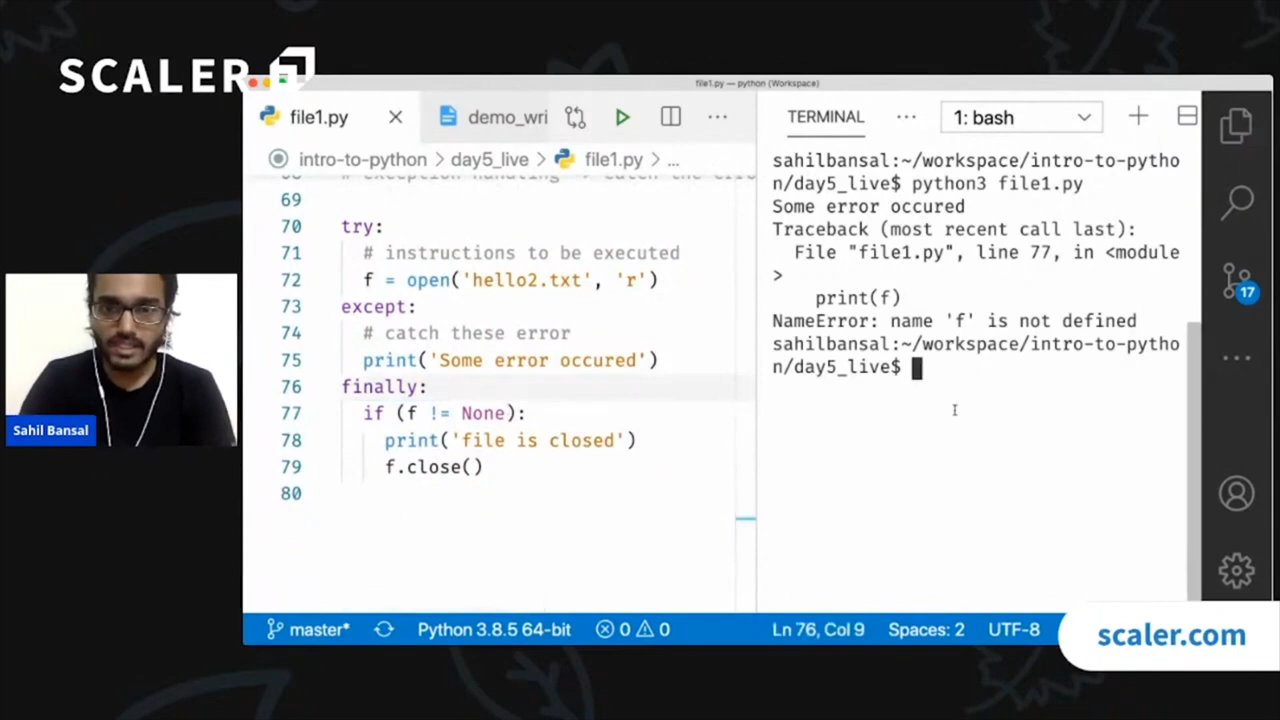 SCALER
file1.py — python (Workspace)
file1.py
demo_wri
TERMINAL
1: bash
intro-to-python > day5_live > file1.py > ...
69
70 try:
71 # instructions to be executed
72 f = open('hello2.txt', 'r')
73 except:
74 # catch these error
75 print('Some error occured')
76 finally:
77 if (f != None):
78 print('file is closed')
79 f.close()
80
sahilbansal:~/workspace/intro-to-pytho
n/day5_live$ python3 file1.py
Some error occured
Traceback (most recent call last):
File "file1.py", line 77, in <module
>
print(f)
NameError: name 'f' is not defined
sahilbansal:~/workspace/intro-to-pytho
n/day5_live$
17
Sahil Bansal
master*
Python 3.8.5 64-bit
0 0
Ln 76, Col 9
Spaces: 2
UTF-8
scaler.com